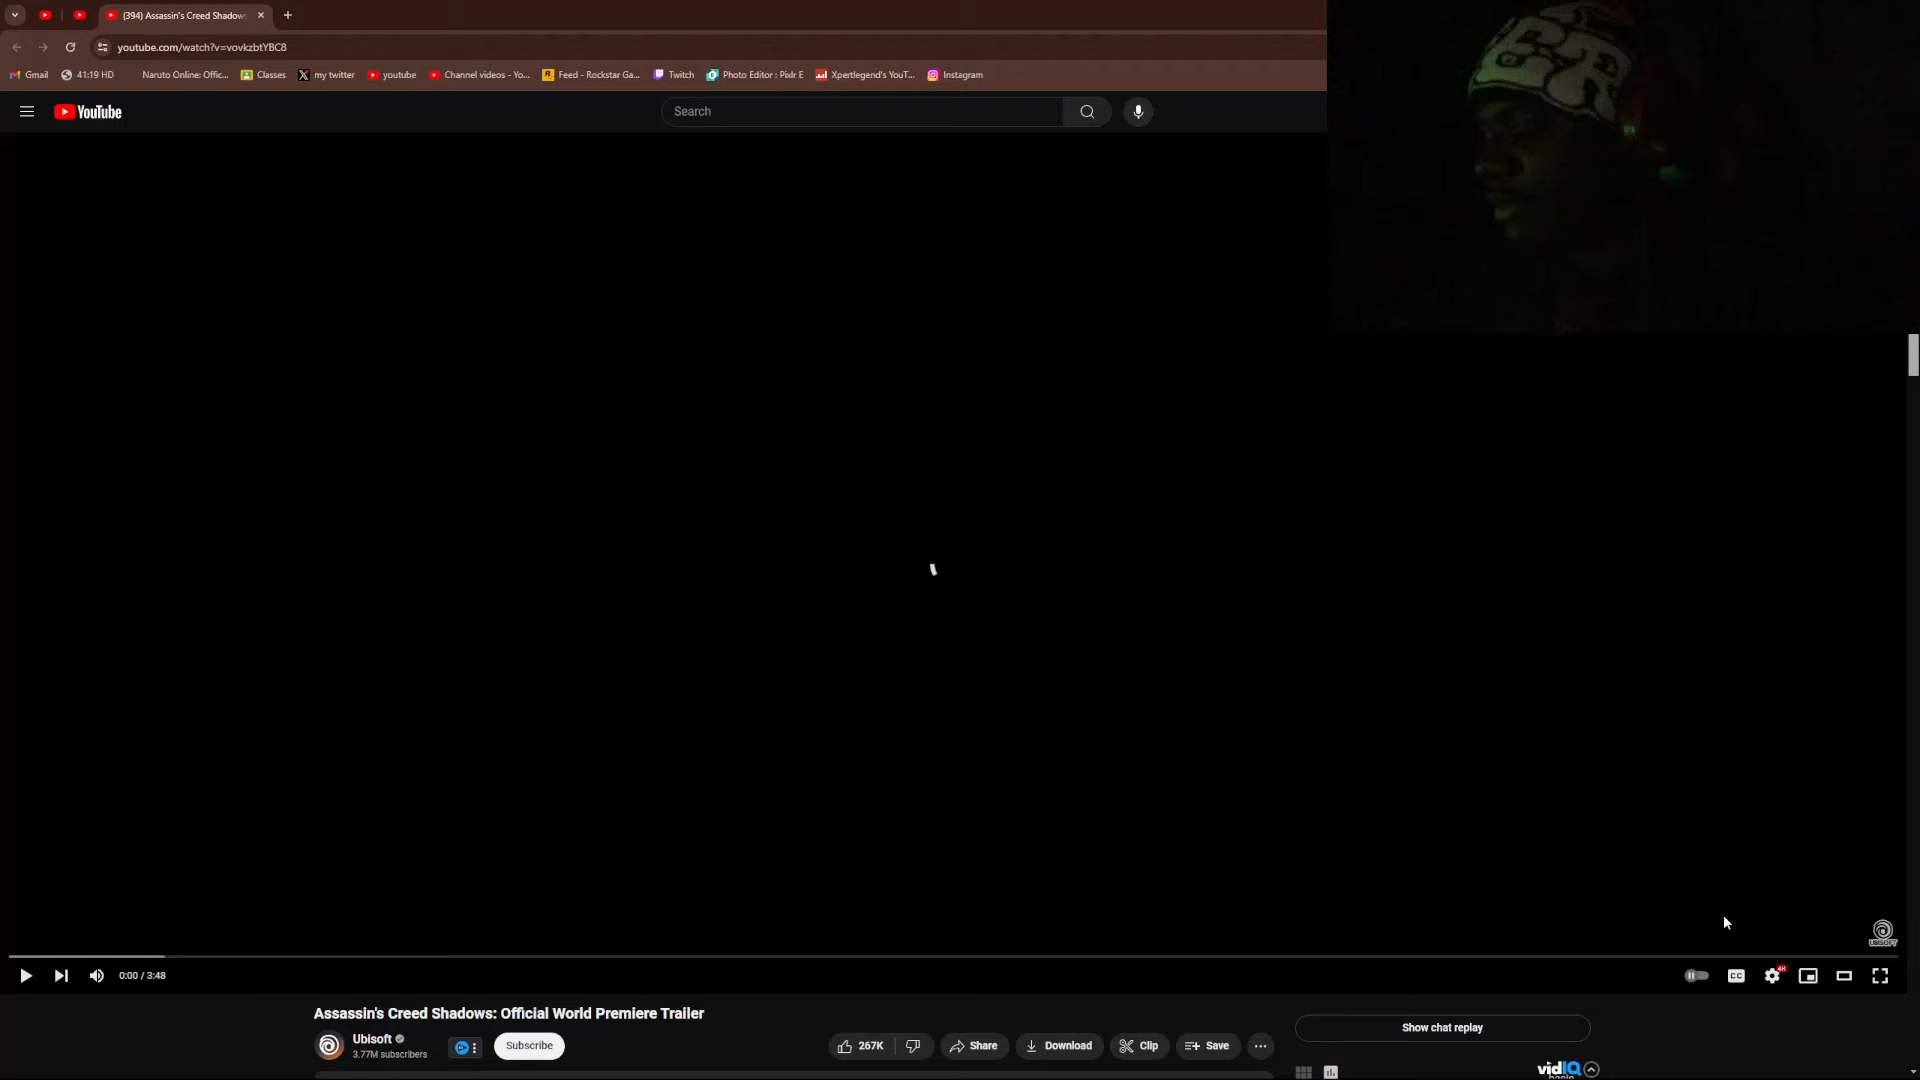 (394) Assassin's Creed Shadow
youtube.com/watch?v=vovkzbtYBC8
Gmail 41:19 HD Naruto Online: Offic... Classes my twitter youtube Channel videos - Yo... Feed - Rockstar Ga... Twitch Photo Editor : Pixlr E Xpertlegend's YouT... Instagram
YouTube Search
UBISOFT
0:00 / 3:48 CC
Assassin's Creed Shadows: Official World Premiere Trailer
Show chat replay
Ubisoft
3.77M subscribers
Subscribe 267K Share Download Clip Save
vidIQ